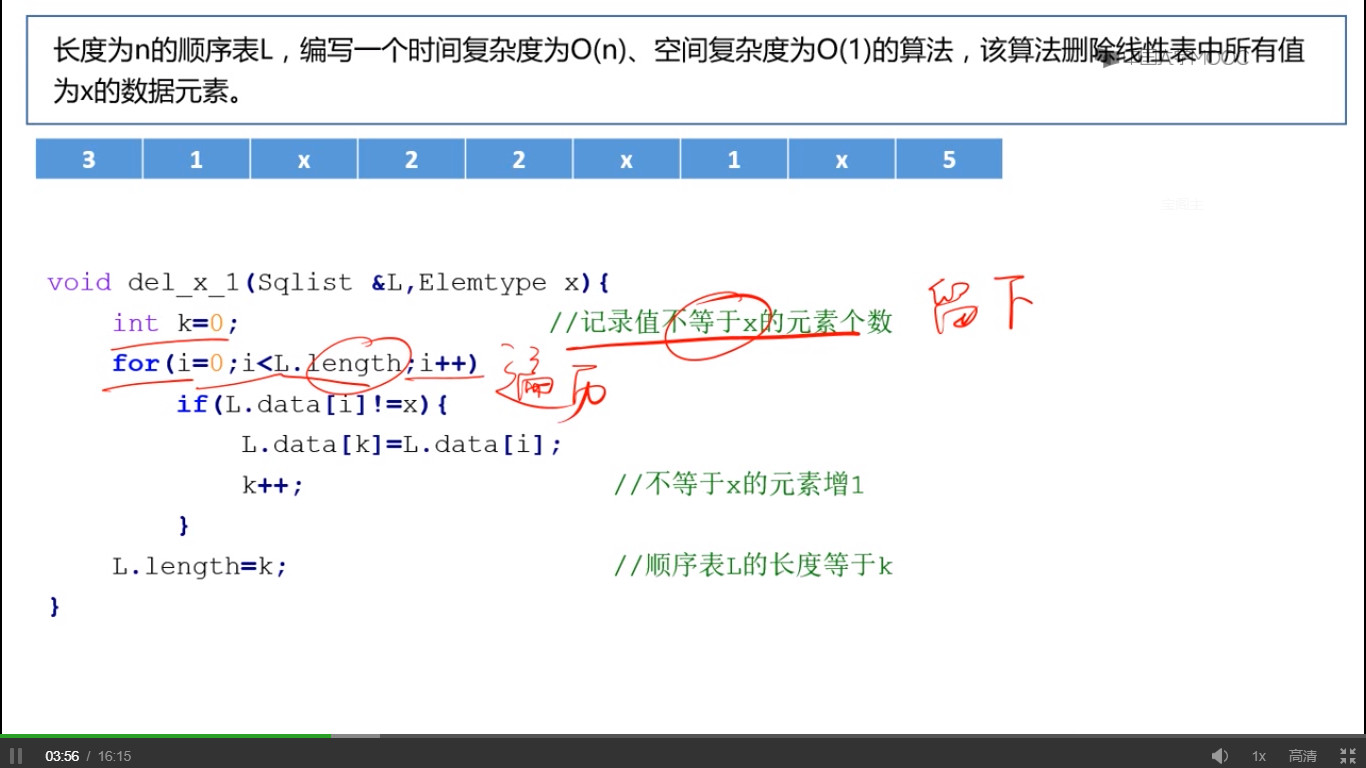 长度为n的顺序表L，编写一个时间复杂度为O(n)、空间复杂度为O(1)的算法，该算法删除线性表中所有值
为x的数据元素。
3 1 x 2 2 x 1 x 5
void del_x_1(Sqlist &L,Elemtype x){
int k=0; //记录值不等于x的元素个数 留下
for(i=0;i<L.length;i++) 遍历
if(L.data[i]!=x){
L.data[k]=L.data[i];
k++; //不等于x的元素增1
}
L.length=k; //顺序表L的长度等于k
}
03:56 / 16:15 1x 高清